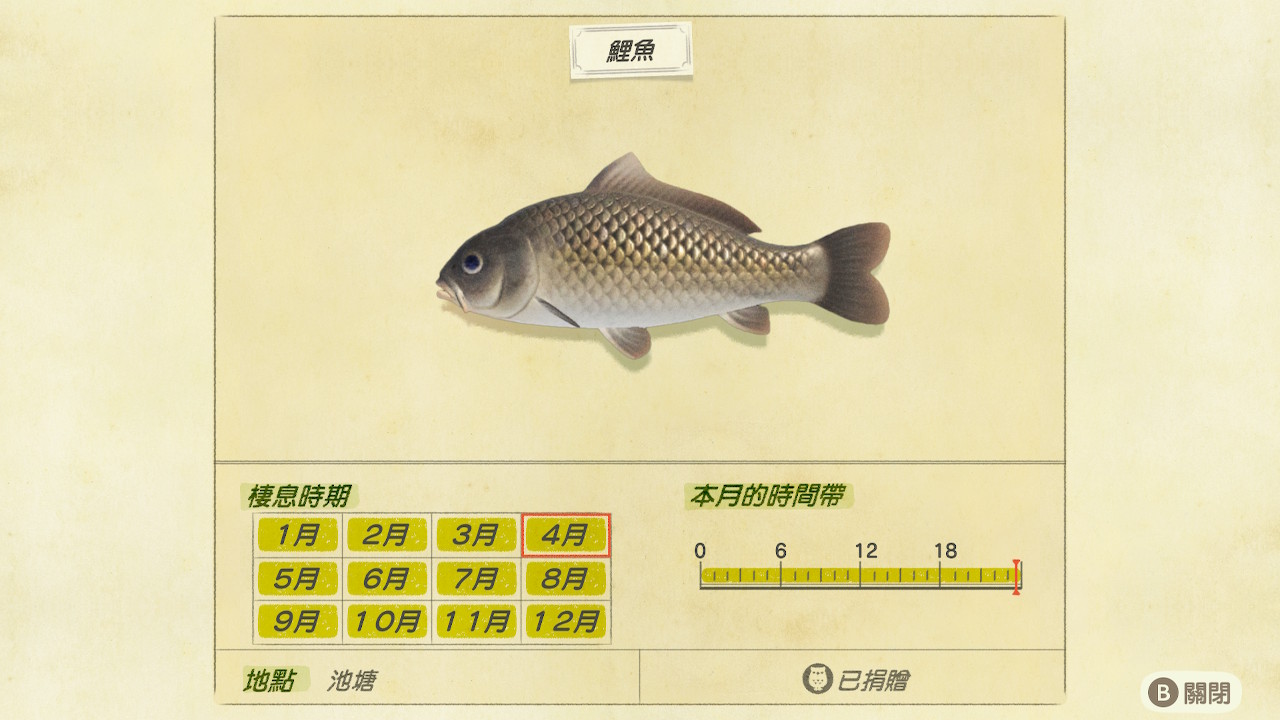 鯉魚
棲息時期
1月 2月 3月 4月
5月 6月 7月 8月
9月 10月 11月 12月
本月的時間帶
0 6 12 18
地點 池塘
已捐贈
B 關閉